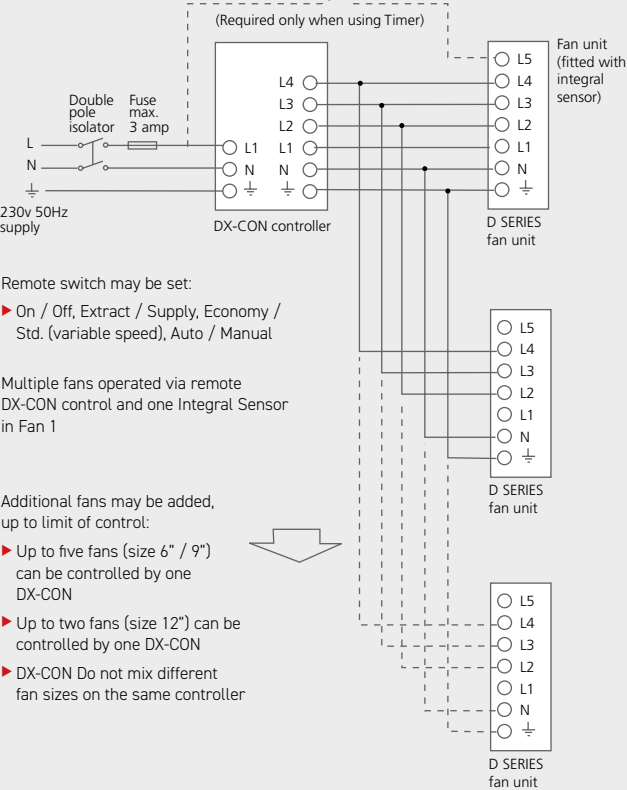 (Required only when using Timer)
Fan unit
(fitted with
integral
sensor)
Double
pole
isolator
Fuse
max.
3 amp
L
N
230v 50Hz
supply
L1
N
L4
L3
L2
L1
N
DX-CON controller
L5
L4
L3
L2
L1
N
D SERIES
fan unit
Remote switch may be set:
On / Off, Extract / Supply, Economy /
Std. (variable speed), Auto / Manual
Multiple fans operated via remote
DX-CON control and one Integral Sensor
in Fan 1
L5
L4
L3
L2
L1
N
D SERIES
fan unit
Additional fans may be added,
up to limit of control:
Up to five fans (size 6" / 9")
can be controlled by one
DX-CON
Up to two fans (size 12") can be
controlled by one DX-CON
DX-CON Do not mix different
fan sizes on the same controller
L5
L4
L3
L2
L1
N
D SERIES
fan unit